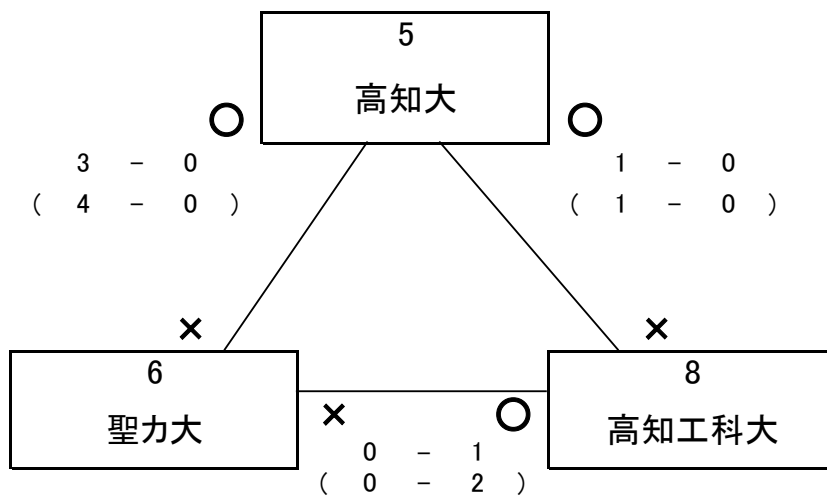 5
高知大
○ ○
3 - 0
( 4 - 0 )
1 - 0
( 1 - 0 )
× ×
6
聖カ大
8
高知工科大
× ○
0 - 1
( 0 - 2 )